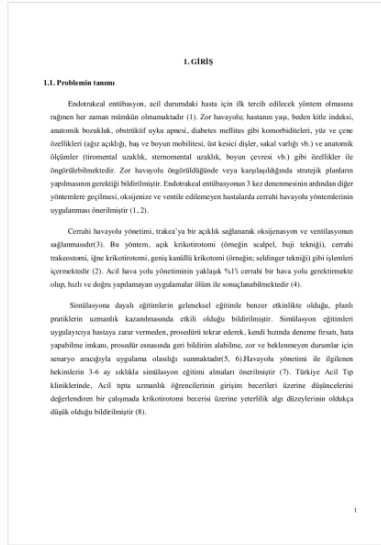 1. GİRİŞ
1.1. Problemin tanımı
Endotrakeal entübasyon, acil durumdaki hasta için ilk tercih edilecek yöntem olmasına
rağmen her zaman mümkün olmamaktadır (1). Zor havayolu; hastanın yaşı, beden kitle indeksi,
anatomik bozukluk, obstrüktif uyku apnesi, diabetes mellitus gibi komorbiditeleri, yüz ve çene
özellikleri (ağız açıklığı), baş ve boyun mobilitesi, üst kesici dişler, sakal varlığı vb.) ve anatomik
ölçümler (tiromental uzaklık, sternomental uzaklık, boyun çevresi vb.) gibi özellikler ile
öngörülebilmektedir. Zor havayolu öngörüldüğünde veya karşılaşıldığında stratejik planların
yapılmasının gerektiği bildirilmiştir. Endotrakeal entübasyonun 3 kez denenmesinin ardından diğer
yöntemlere geçilmesi, oksijenize ve ventile edilemeyen hastalarda cerrahi havayolu yöntemlerinin
uygulanması önerilmiştir (1, 2).
Cerrahi havayolu yönetimi, trakea'ya bir açıklık sağlanarak oksijenasyon ve ventilasyonun
sağlanmasıdır(3). Bu yöntem, açık krikotirotomi (örneğin scalpel, buji tekniği), cerrahi
trakeostomi, iğne krikotirotomi, geniş kanüllü krikotirotomi (örneğin; seldinger tekniği) gibi işlemleri
içermektedir (2). Acil hava yolu yönetiminin yaklaşık %1'i cerrahi bir hava yolu gerektirmekte
olup, hızlı ve doğru yapılamayan uygulamalar ölüm ile sonuçlanabilmektedir (4).
Simülasyona dayalı eğitimlerin geleneksel eğitimle benzer etkinlikte olduğu, planlı
pratiklerin uzmanlık kazanılmasında etkili olduğu bildirilmiştir. Simülasyon eğitimleri
uygulayıcıya hastaya zarar vermeden, prosedürü tekrar ederek, kendi hızında deneme fırsatı, hata
yapabilme imkanı, prosedür esnasında geri bildirim alabilme, zor ve beklenmeyen durumlar için
senaryo aracılığıyla uygulama olasılığı sunmaktadır(5, 6).Havayolu yönetimi ile ilgilenen
hekimlerin 3-6 ay sıklıkla simülasyon eğitimi almaları önerilmiştir (7). Türkiye Acil Tıp
kliniklerinde, Acil tıpta uzmanlık öğrencilerinin girişim becerileri üzerine düşüncelerini
değerlendiren bir çalışmada krikotirotomi becerisi üzerine yeterlilik algı düzeylerinin oldukça
düşük olduğu bildirilmiştir (8).
1